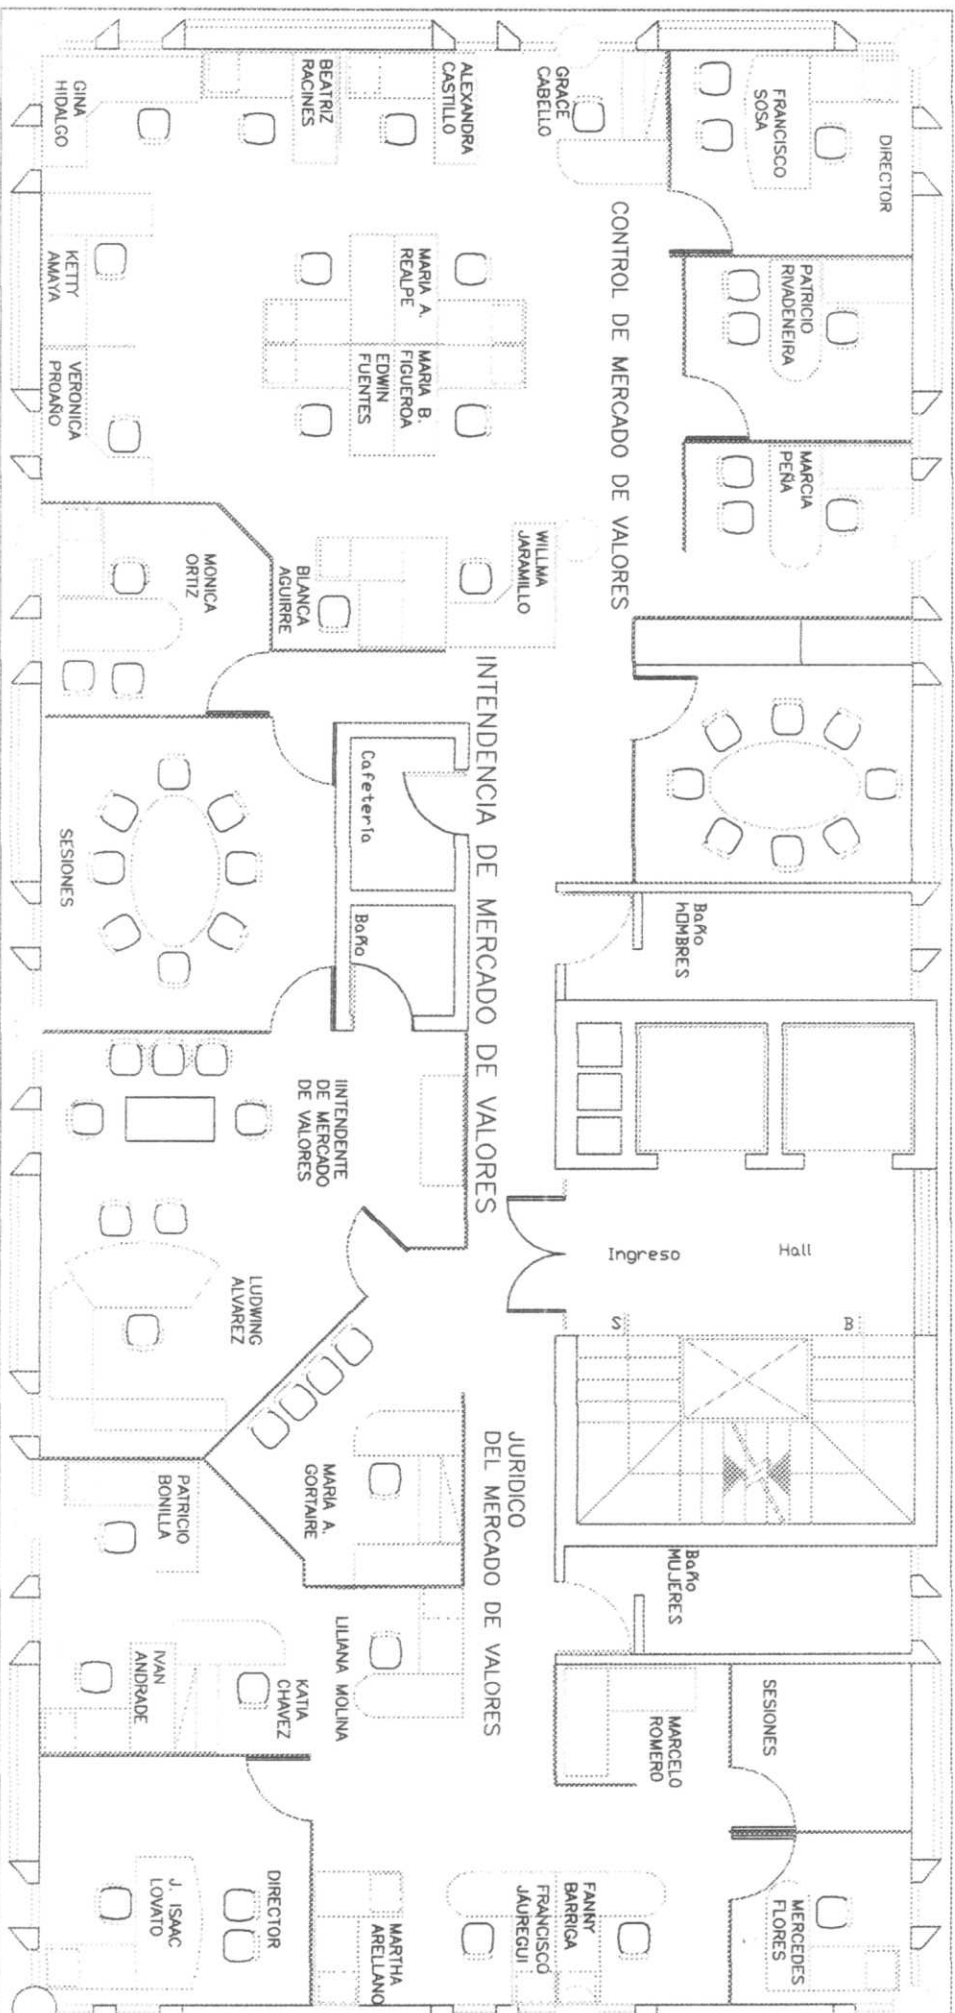 DIRECTOR
FRANCISCO
SOSA
PATRICIO
RIVADENEIRA
MARCIA
PEÑA
GRACE
CABELLO
ALEXANDRA
CASTILLO
BEATRIZ
RACINES
GINA
HIDALGO
CONTROL DE MERCADO DE VALORES
MARIA A.
REALPE
MARIA B.
FIGUEROA
EDWIN
FUENTES
KETTY
AMAYA
VERONICA
PROAÑO
WILLMA
JARAMILLO
BLANCA
AGUIRRE
MONICA
ORTIZ
INTENDENCIA DE MERCADO DE VALORES
Cafetería
Baño
SESIONES
Baño
hOMBRES
IINTENDENTE
DE MERCADO
DE VALORES
LUDWING
ALVAREZ
Hall
Ingreso
S
B
JURIDICO
DEL MERCADO DE VALORES
MARIA A.
GORTAIRE
PATRICIO
BONILLA
Baño
MUJERES
LILIANA MOLINA
KATIA
CHAVEZ
IVAN
ANDRADE
SESIONES
MARCELO
ROMERO
MERCEDES
FLORES
FANNY
BARRIGA
FRANCISCO
JÁUREGUI
MARTHA
ARELLANO
DIRECTOR
J. ISAAC
LOVATO